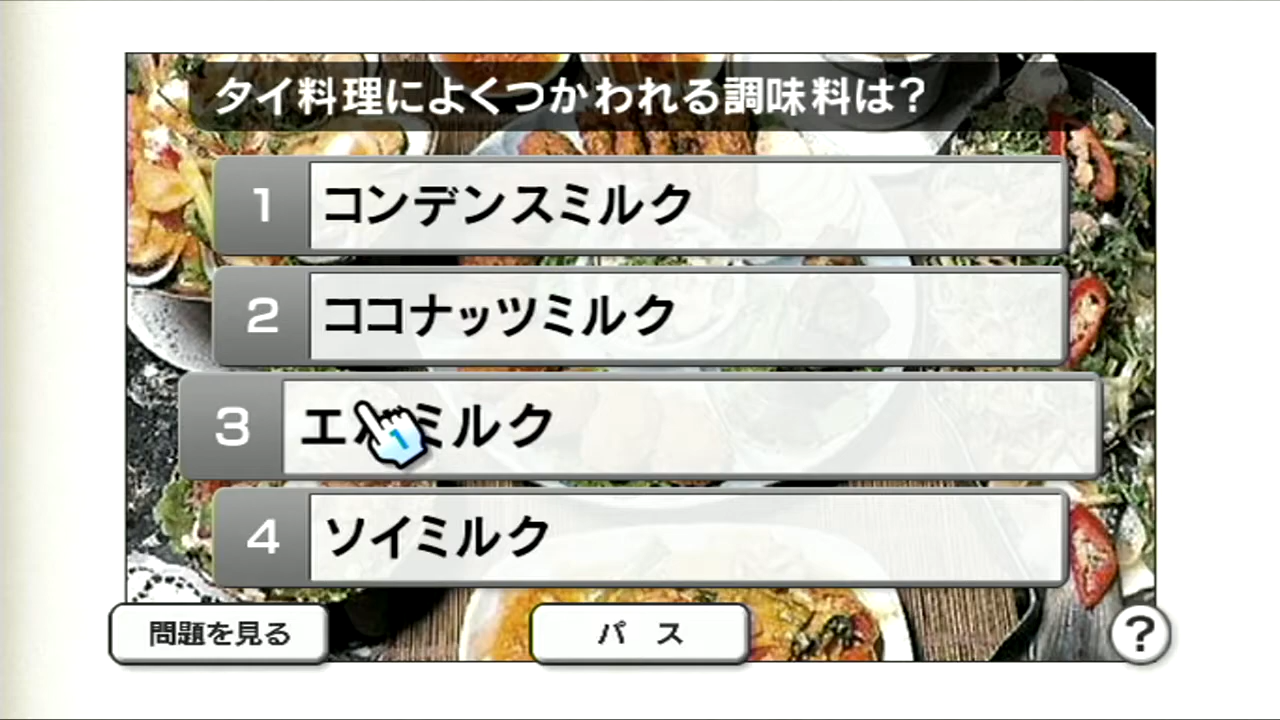 タイ料理によくつかわれる調味料は?
1 コンデンスミルク
2 ココナッツミルク
3 ミルク
4 ソイミルク
問題を見る
パス
?
1